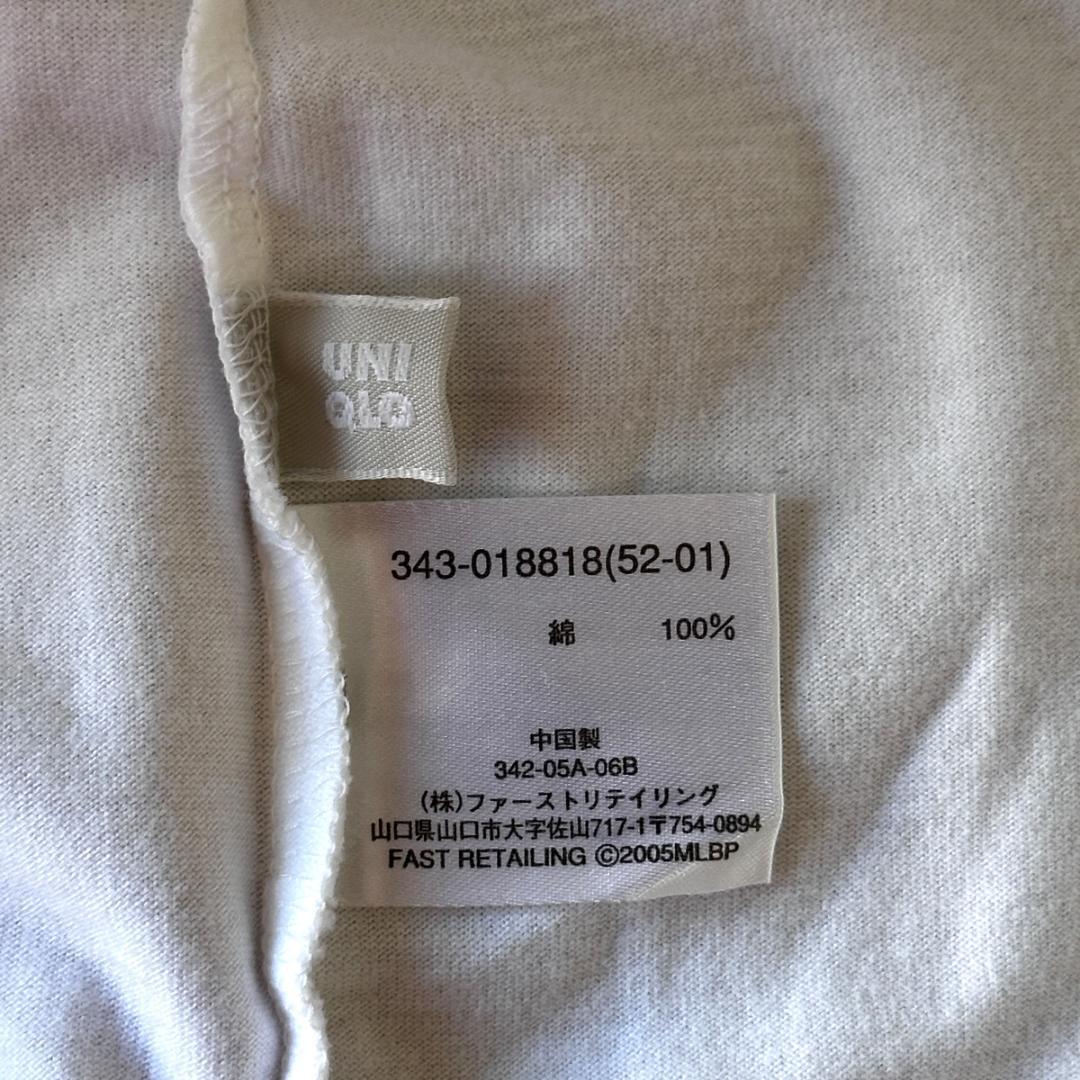 UNI
QLO
343-018818(52-01)
綿 100%
中国製
342-05A-06B
(株)ファーストリテイリング
山口県山口市大字佐山717-1〒754-0894
FAST RETAILING ©2005MLBP